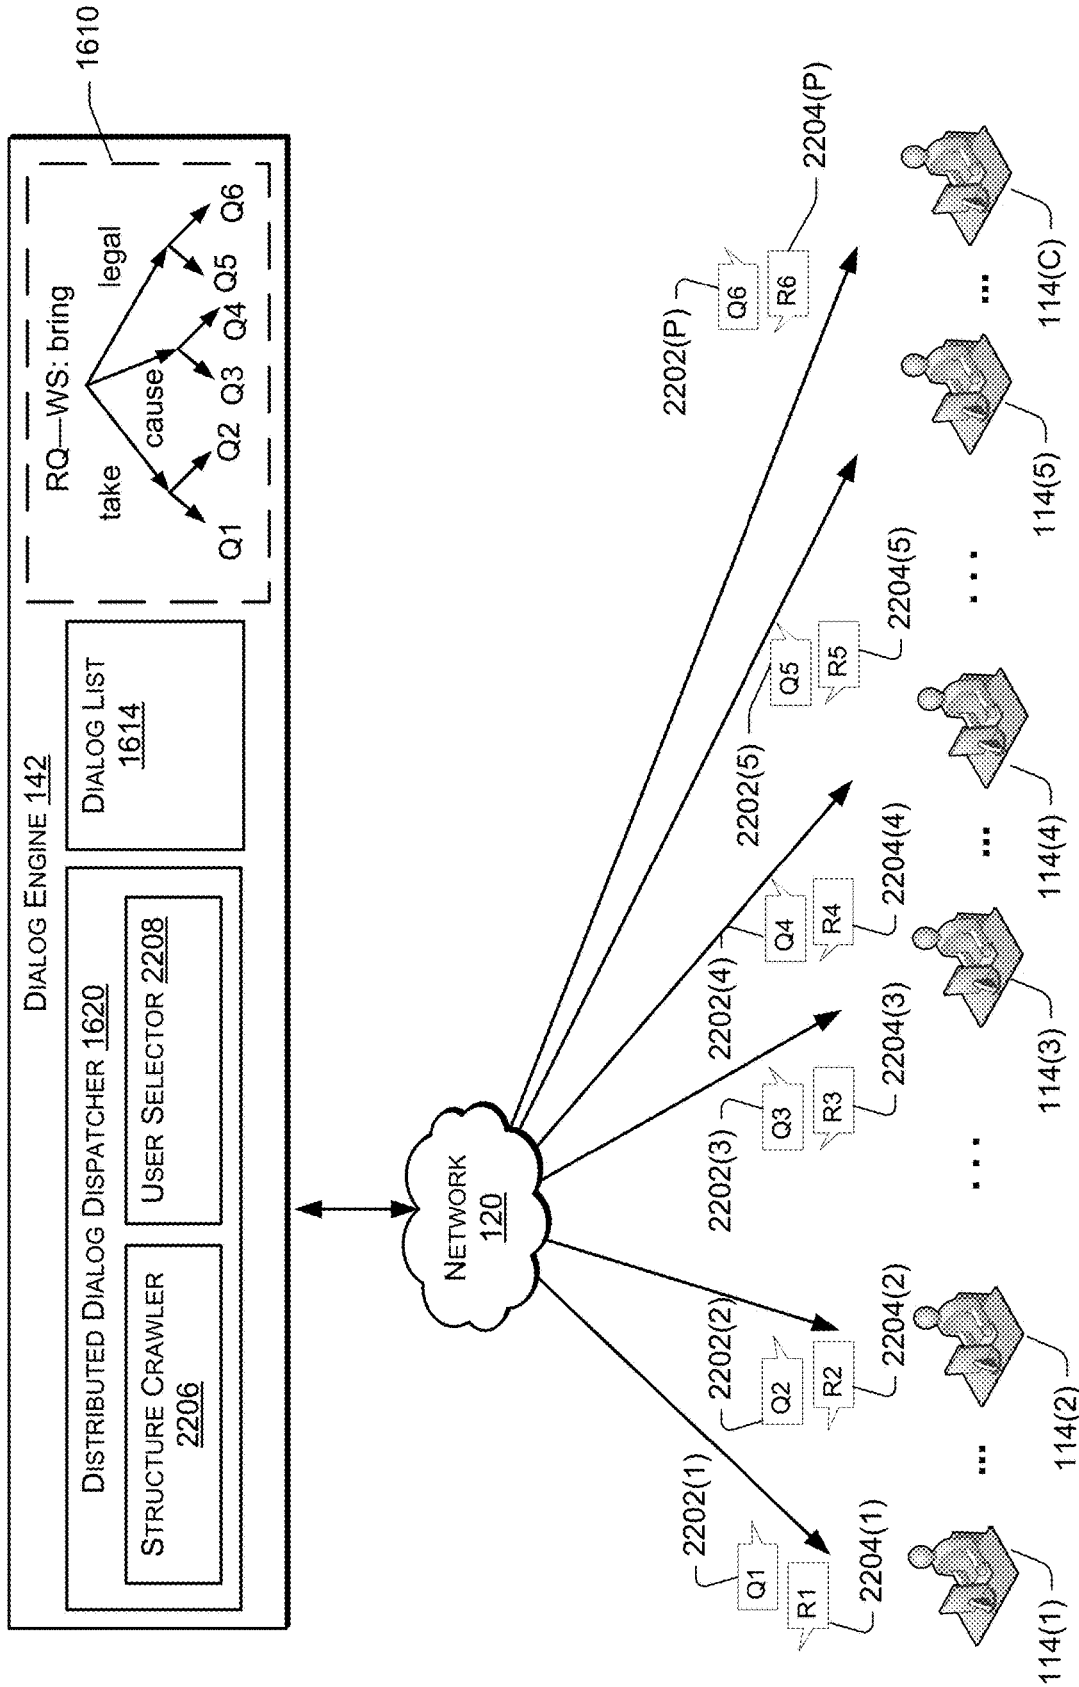 DIALOG ENGINE 142
DISTRIBUTED DIALOG DISPATCHER 1620
STRUCTURE CRAWLER
2206
USER SELECTOR 2208
DIALOG LIST
1614
RQ—WS: bring
take
cause
legal
Q1
Q2
Q3
Q4
Q5
Q6
1610
NETWORK
120
2202(1)
Q1
R1
2204(1)
2202(2)
Q2
R2
2204(2)
2202(3)
Q3
R3
2204(3)
2202(4)
Q4
R4
2204(4)
2202(5)
Q5
R5
2204(5)
2202(P)
Q6
R6
2204(P)
114(1)
...
114(2)
. . .
114(3)
...
114(4)
. . .
114(5)
...
114(C)